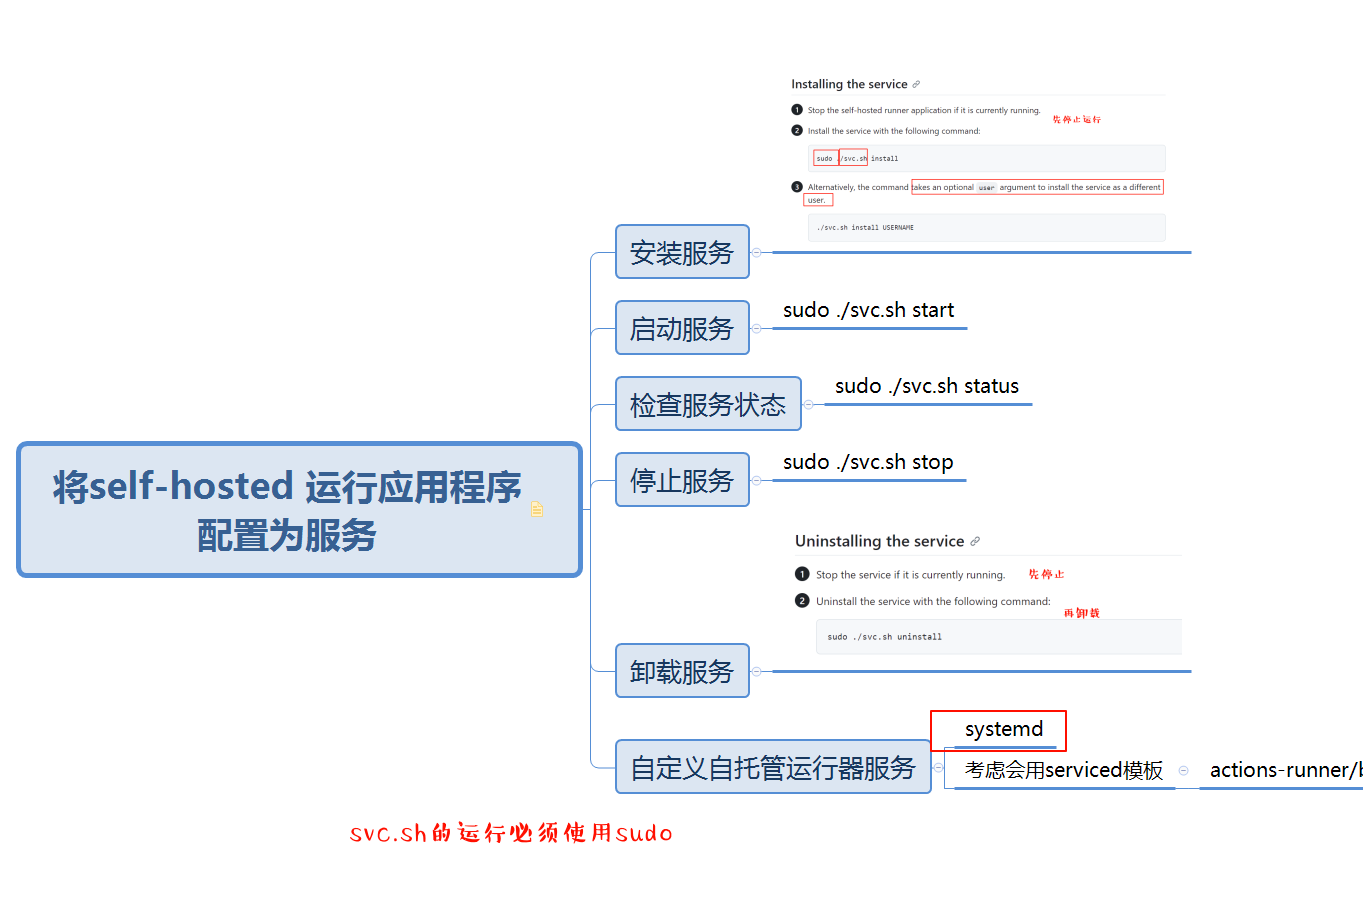 Installing the service
1 Stop the self-hosted runner application if it is currently running.
先停止运行
2 Install the service with the following command:
sudo ./svc.sh install
3 Alternatively, the command takes an optional user argument to install the service as a different
user.
./svc.sh install USERNAME
安装服务
启动服务
sudo ./svc.sh start
检查服务状态
sudo ./svc.sh status
停止服务
sudo ./svc.sh stop
将self-hosted 运行应用程序
配置为服务
Uninstalling the service
1 Stop the service if it is currently running.
先停止
2 Uninstall the service with the following command:
再卸载
sudo ./svc.sh uninstall
卸载服务
自定义自托管运行器服务
systemd
考虑会用serviced模板
actions-runner/b
svc.sh的运行必须使用sudo